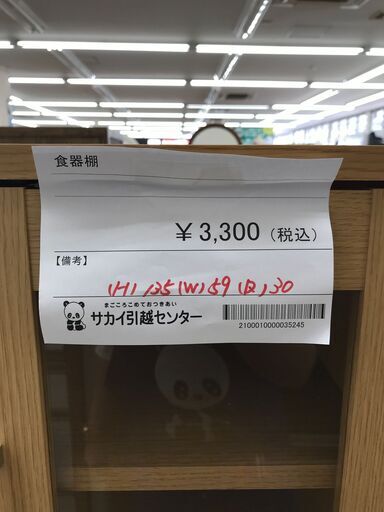 食器棚
￥3,300（税込）
【備考】
(H)135(W)59(D)30
まごころこめておつきあい
サカイ引越センター
2100010000035245